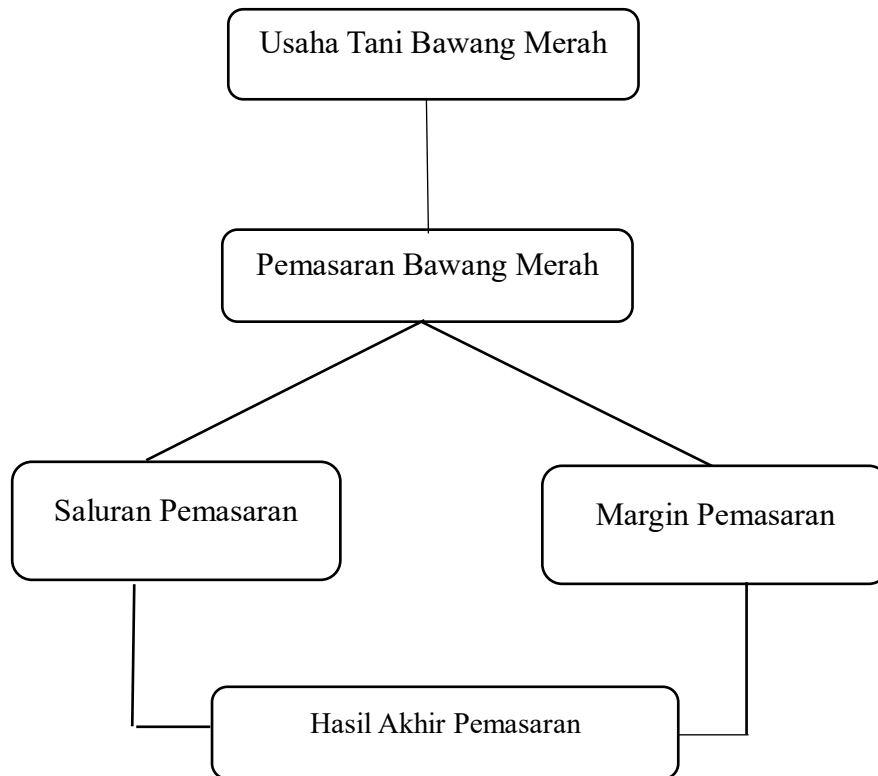 Usaha Tani Bawang Merah
Pemasaran Bawang Merah
Saluran Pemasaran
Margin Pemasaran
Hasil Akhir Pemasaran